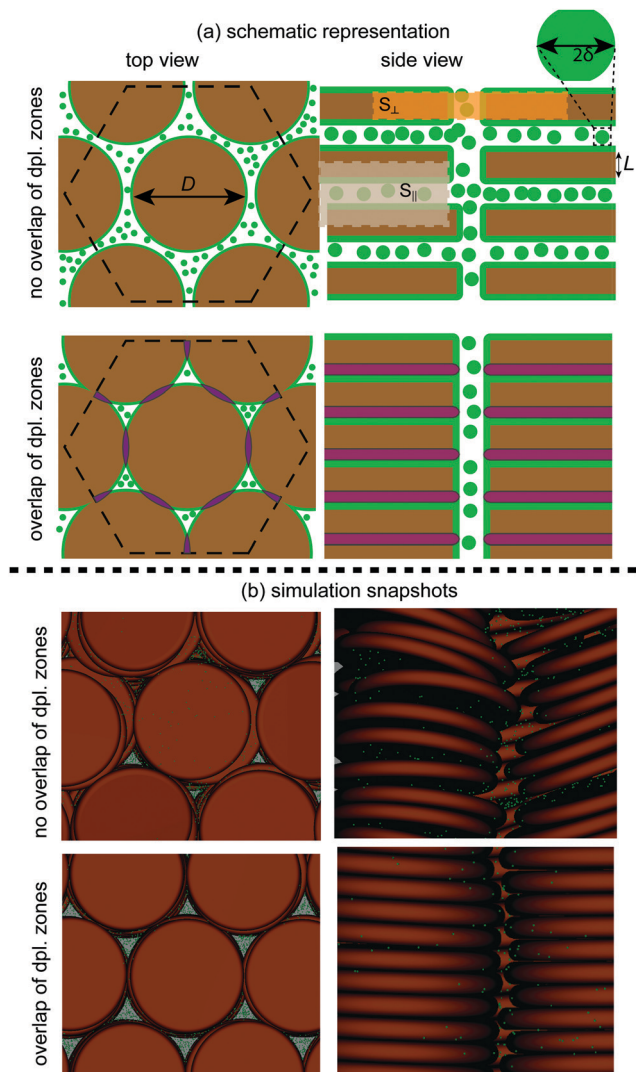 (a) schematic representation
2δ
top view
side view
no overlap of dpl. zones
D
S⊥
S||
L
overlap of dpl. zones
(b) simulation snapshots
no overlap of dpl. zones
overlap of dpl. zones